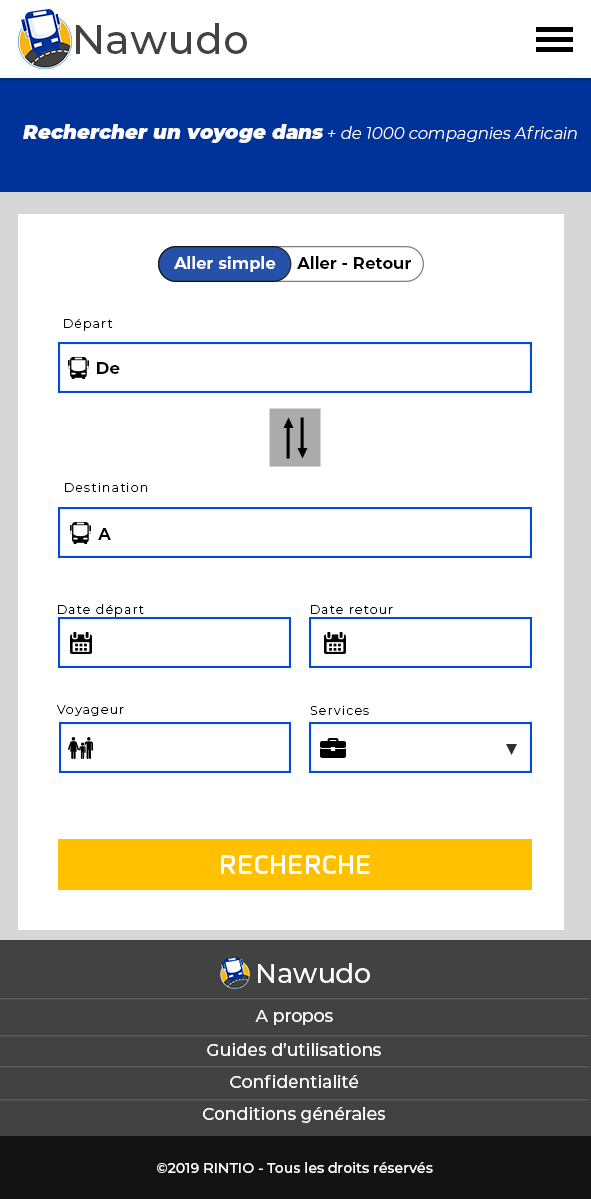 Nawudo
Rechercher un voyoge dans + de 1000 compagnies Africain
Aller simple Aller - Retour
Départ
De
Destination
A
Date départ Date retour
Voyageur Services
RECHERCHE
Nawudo
A propos
Guides d’utilisations
Confidentialité
Conditions générales
©2019 RINTIO - Tous les droits réservés